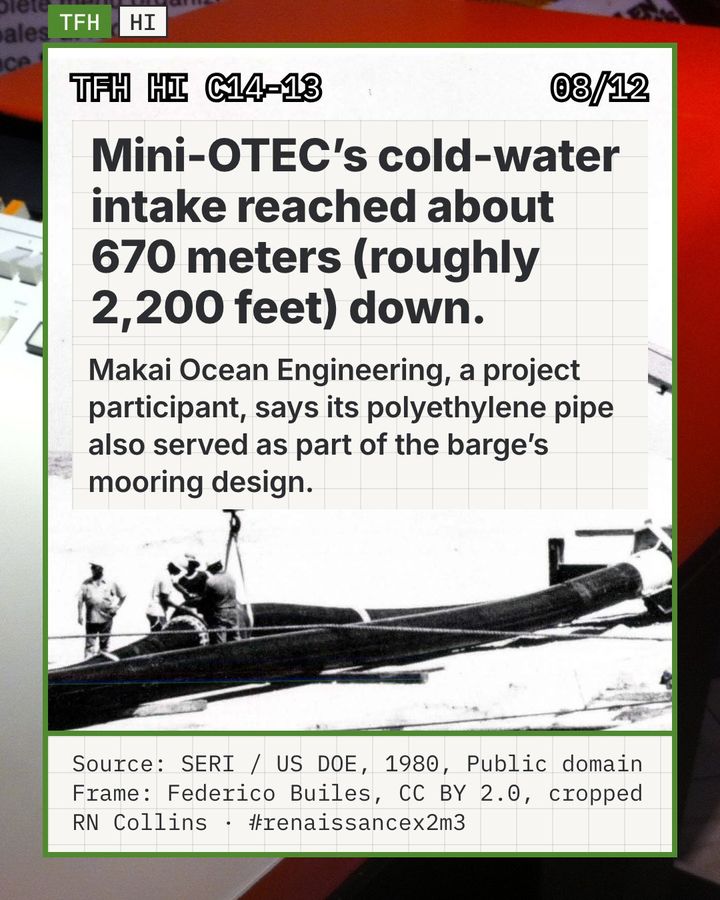 TFH HI
TFH HI C14-13 08/12
Mini-OTEC’s cold-water
intake reached about
670 meters (roughly
2,200 feet) down.
Makai Ocean Engineering, a project
participant, says its polyethylene pipe
also served as part of the barge’s
mooring design.
Source: SERI / US DOE, 1980, Public domain
Frame: Federico Builes, CC BY 2.0, cropped
RN Collins · #renaissancex2m3